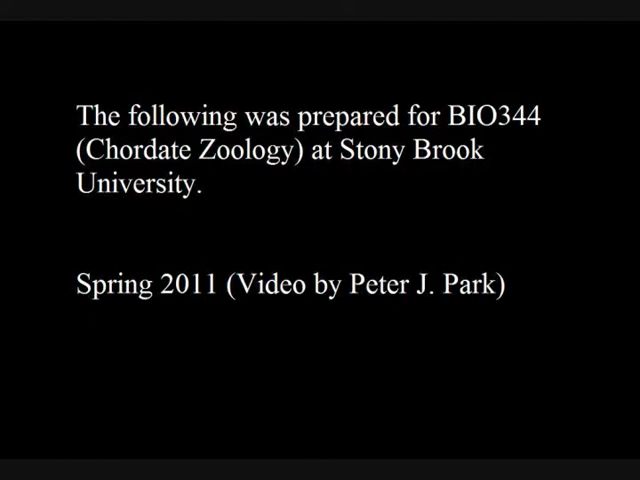 The following was prepared for BIO344
(Chordate Zoology) at Stony Brook
University.
Spring 2011 (Video by Peter J. Park)